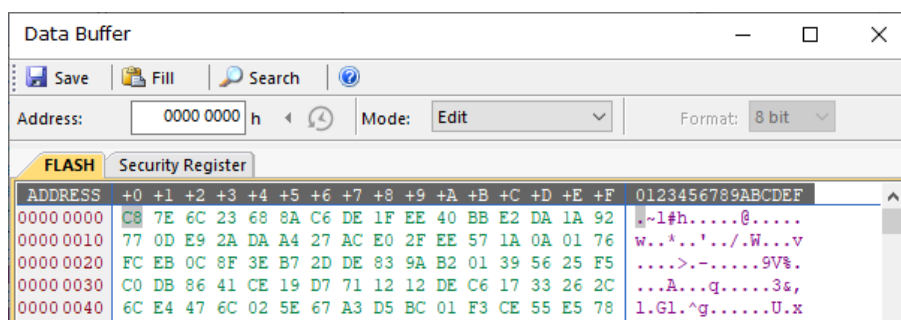 Data Buffer
Save Fill Search
Address: 0000 0000 h Mode: Edit Format: 8 bit
FLASH Security Register
ADDRESS +0 +1 +2 +3 +4 +5 +6 +7 +8 +9 +A +B +C +D +E +F 0123456789ABCDEF
0000 0000 C8 7E 6C 23 68 8A C6 DE 1F EE 40 BB E2 DA 1A 92 .~l#h.....@.....
0000 0010 77 0D E9 2A DA A4 27 AC E0 2F EE 57 1A 0A 01 76 w..*..'../.W...v
0000 0020 FC EB 0C 8F 3E B7 2D DE 83 9A B2 01 39 56 25 F5 ....>.-.....9V%.
0000 0030 C0 DB 86 41 CE 19 D7 71 12 12 DE C6 17 33 26 2C ...A...q.....3&,
0000 0040 6C E4 47 6C 02 5E 67 A3 D5 BC 01 F3 CE 55 E5 78 l.Gl.^g......U.x